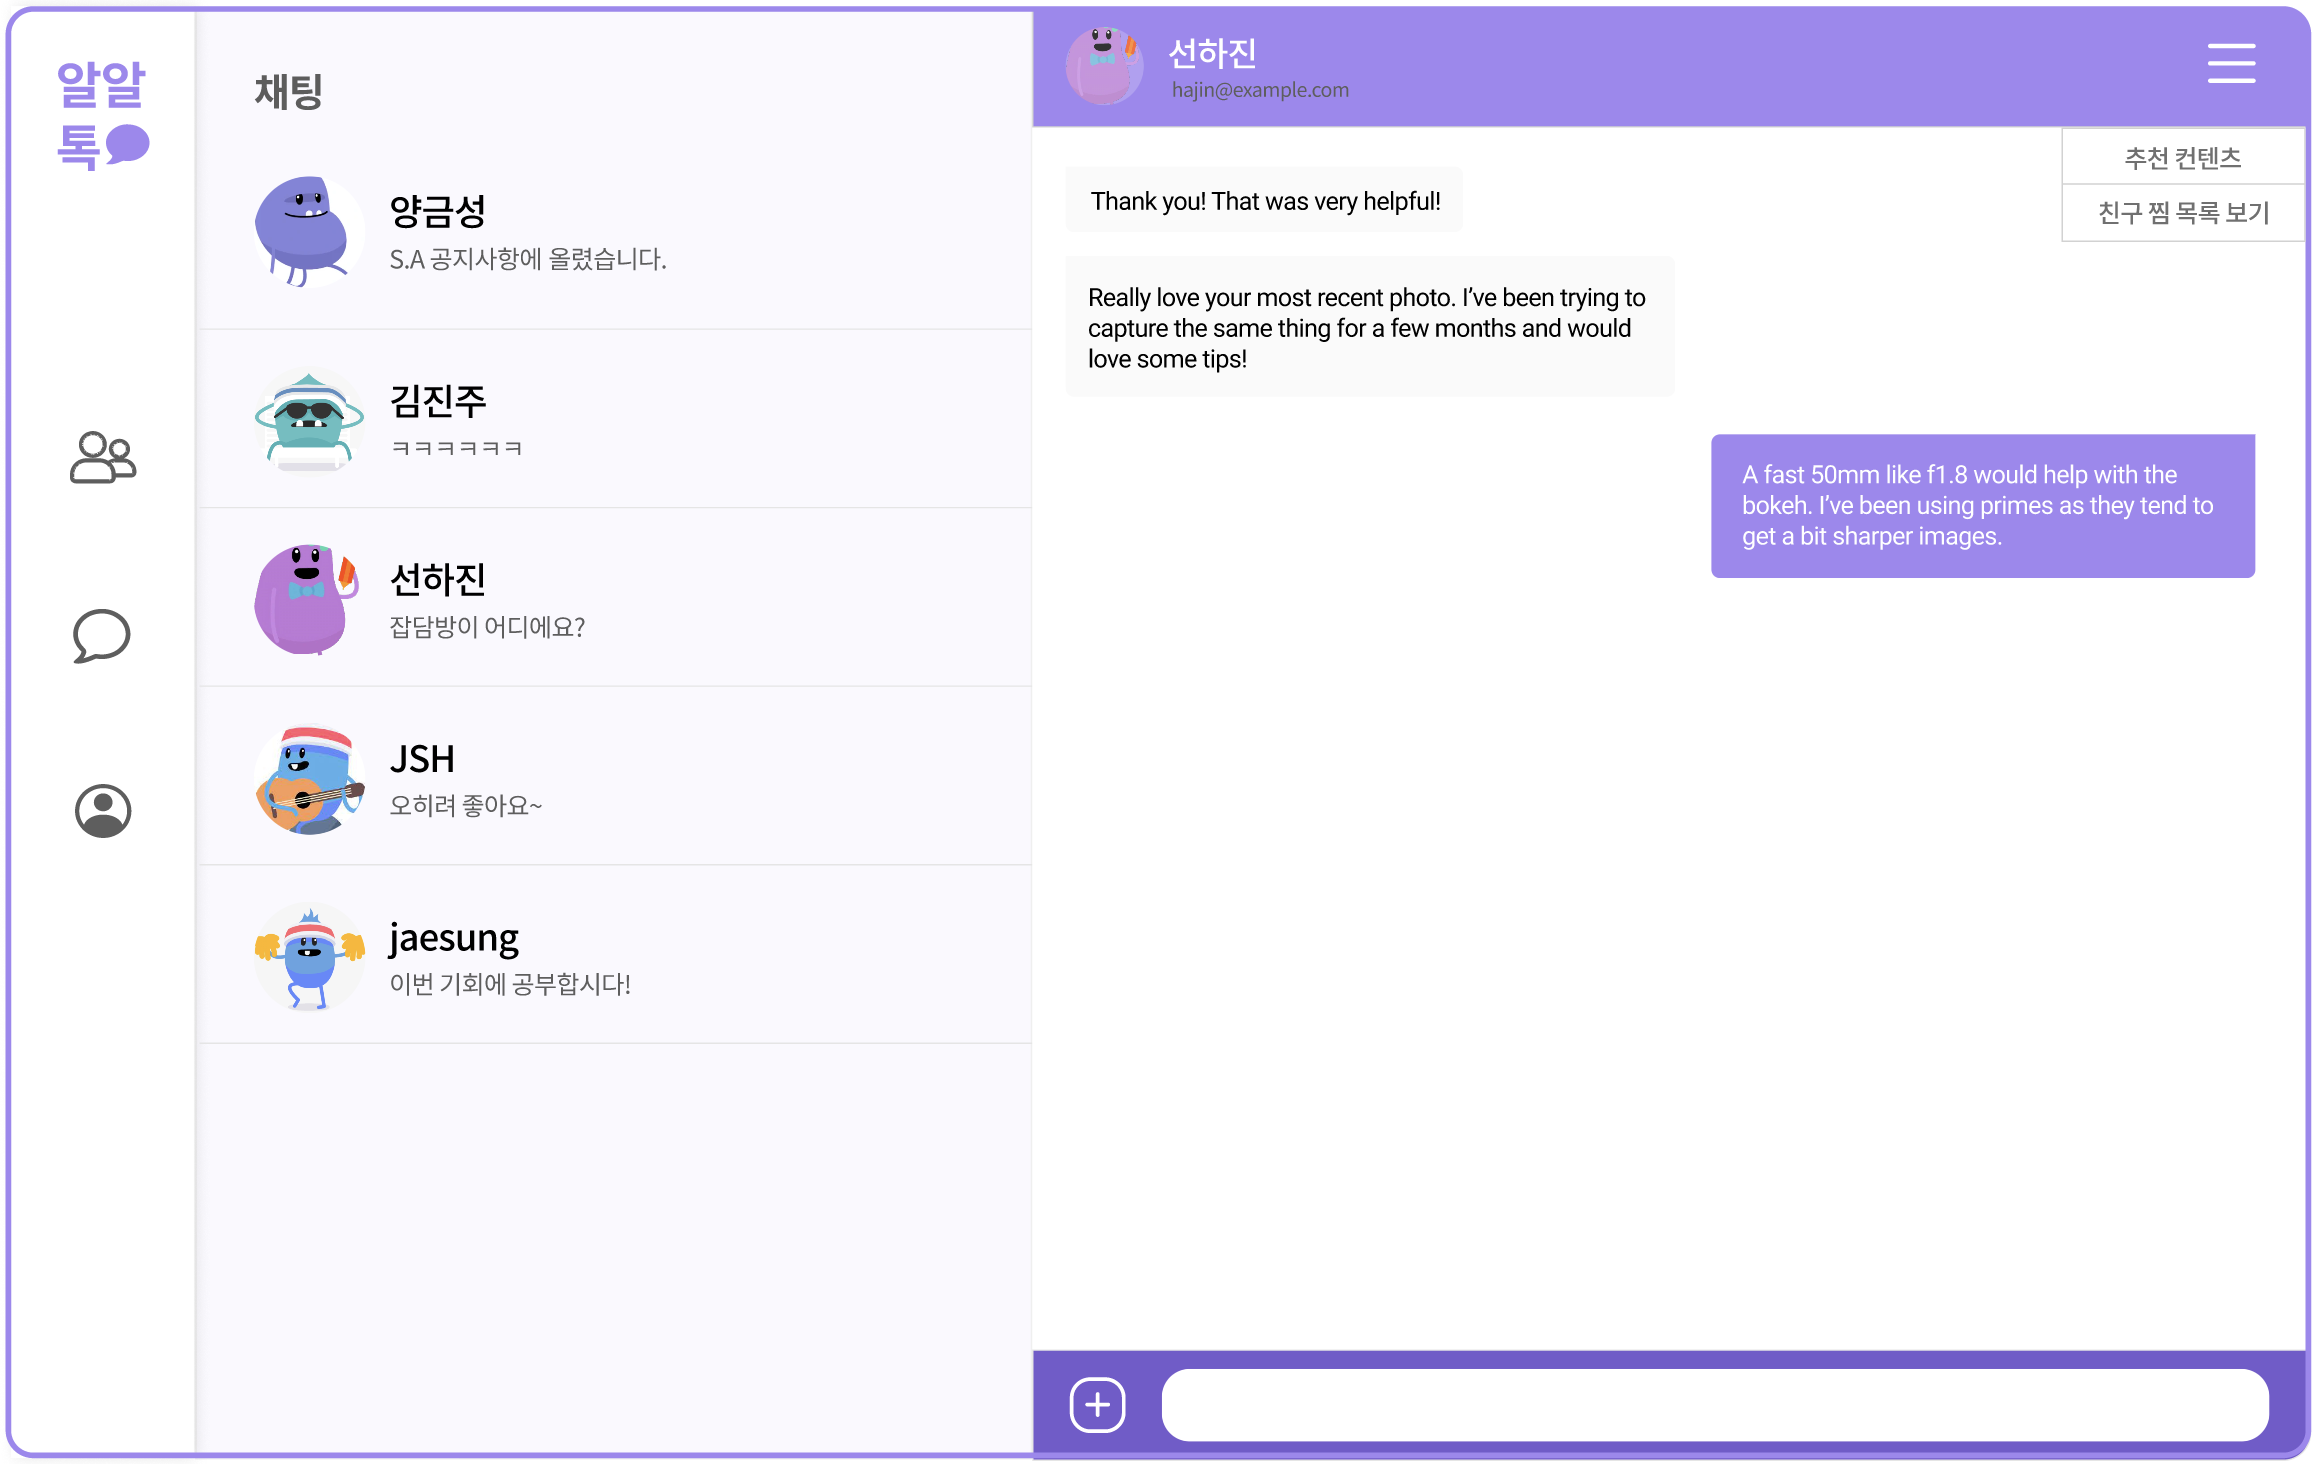 알알
톡
채팅
양금성
S.A 공지사항에 올렸습니다.
김진주
ㅋㅋㅋㅋㅋㅋ
선하진
잡담방이 어디에요?
JSH
오히려 좋아요~
jaesung
이번 기회에 공부합시다!
선하진
hajin@example.com
추천 컨텐츠
친구 찜 목록 보기
Thank you! That was very helpful!
Really love your most recent photo. I’ve been trying to
capture the same thing for a few months and would
love some tips!
A fast 50mm like f1.8 would help with the
bokeh. I’ve been using primes as they tend to
get a bit sharper images.